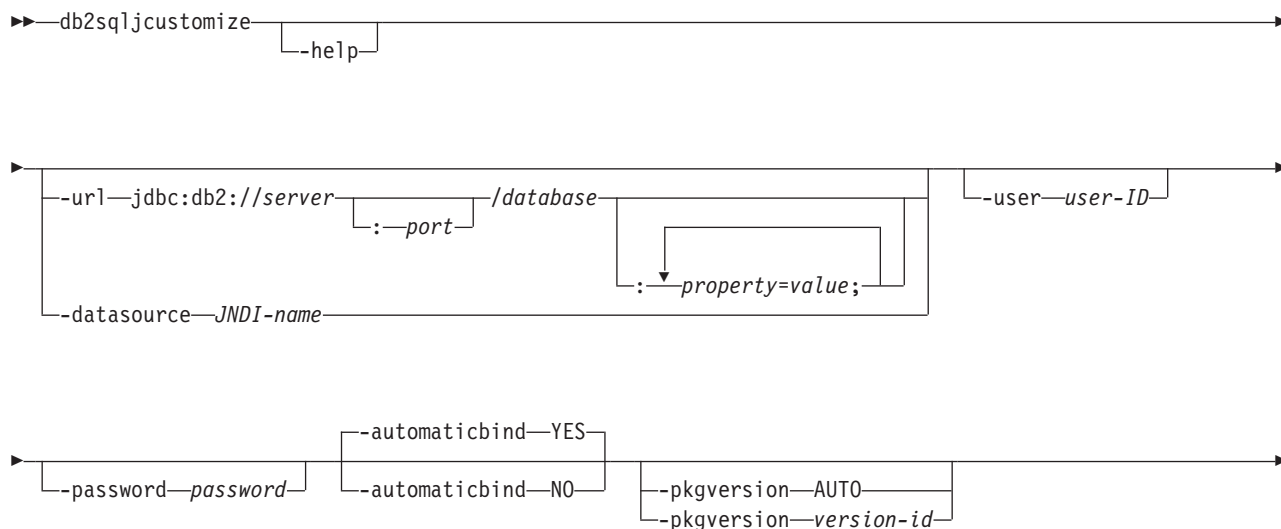 db2sqljcustomize
-help
-url jdbc:db2://server /database -user user-ID
: port
: property=value;
-datasource JNDI-name
-automaticbind YES
-password password -automaticbind NO -pkgversion AUTO
-pkgversion version-id